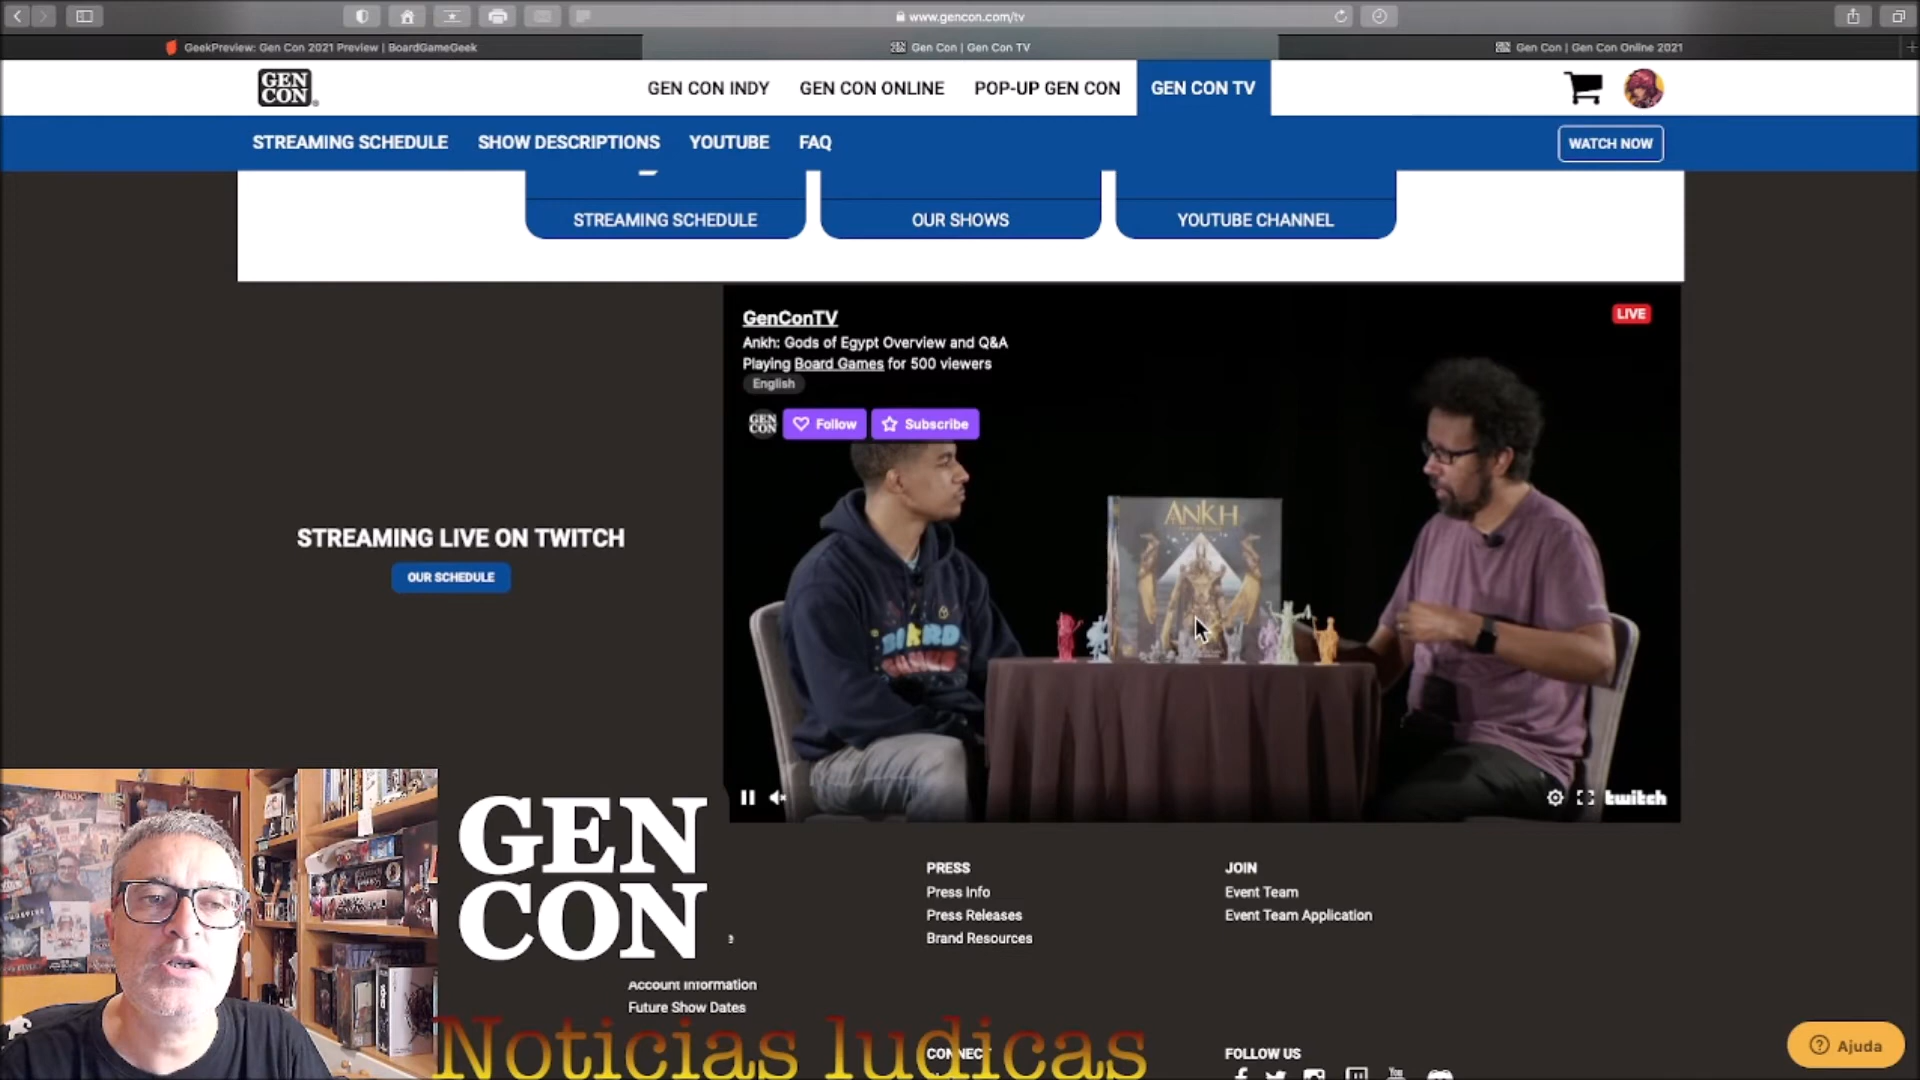 www.gencon.com/tv
GeekPreview: Gen Con 2021 Preview | BoardGameGeek
Gen Con | Gen Con TV
Gen Con | Gen Con Online 2021
GEN CON
GEN CON INDY
GEN CON ONLINE
POP-UP GEN CON
GEN CON TV
STREAMING SCHEDULE
SHOW DESCRIPTIONS
YOUTUBE
FAQ
WATCH NOW
STREAMING SCHEDULE
OUR SHOWS
YOUTUBE CHANNEL
GenConTV
LIVE
Ankh: Gods of Egypt Overview and Q&A
Playing Board Games for 500 viewers
English
GEN CON
Follow
Subscribe
ANKH
STREAMING LIVE ON TWITCH
OUR SCHEDULE
twitch
GEN
CON
PRESS
Press Info
Press Releases
Brand Resources
JOIN
Event Team
Event Team Application
Account Information
Future Show Dates
Noticias ludicas
CONNECT
FOLLOW US
Ajuda